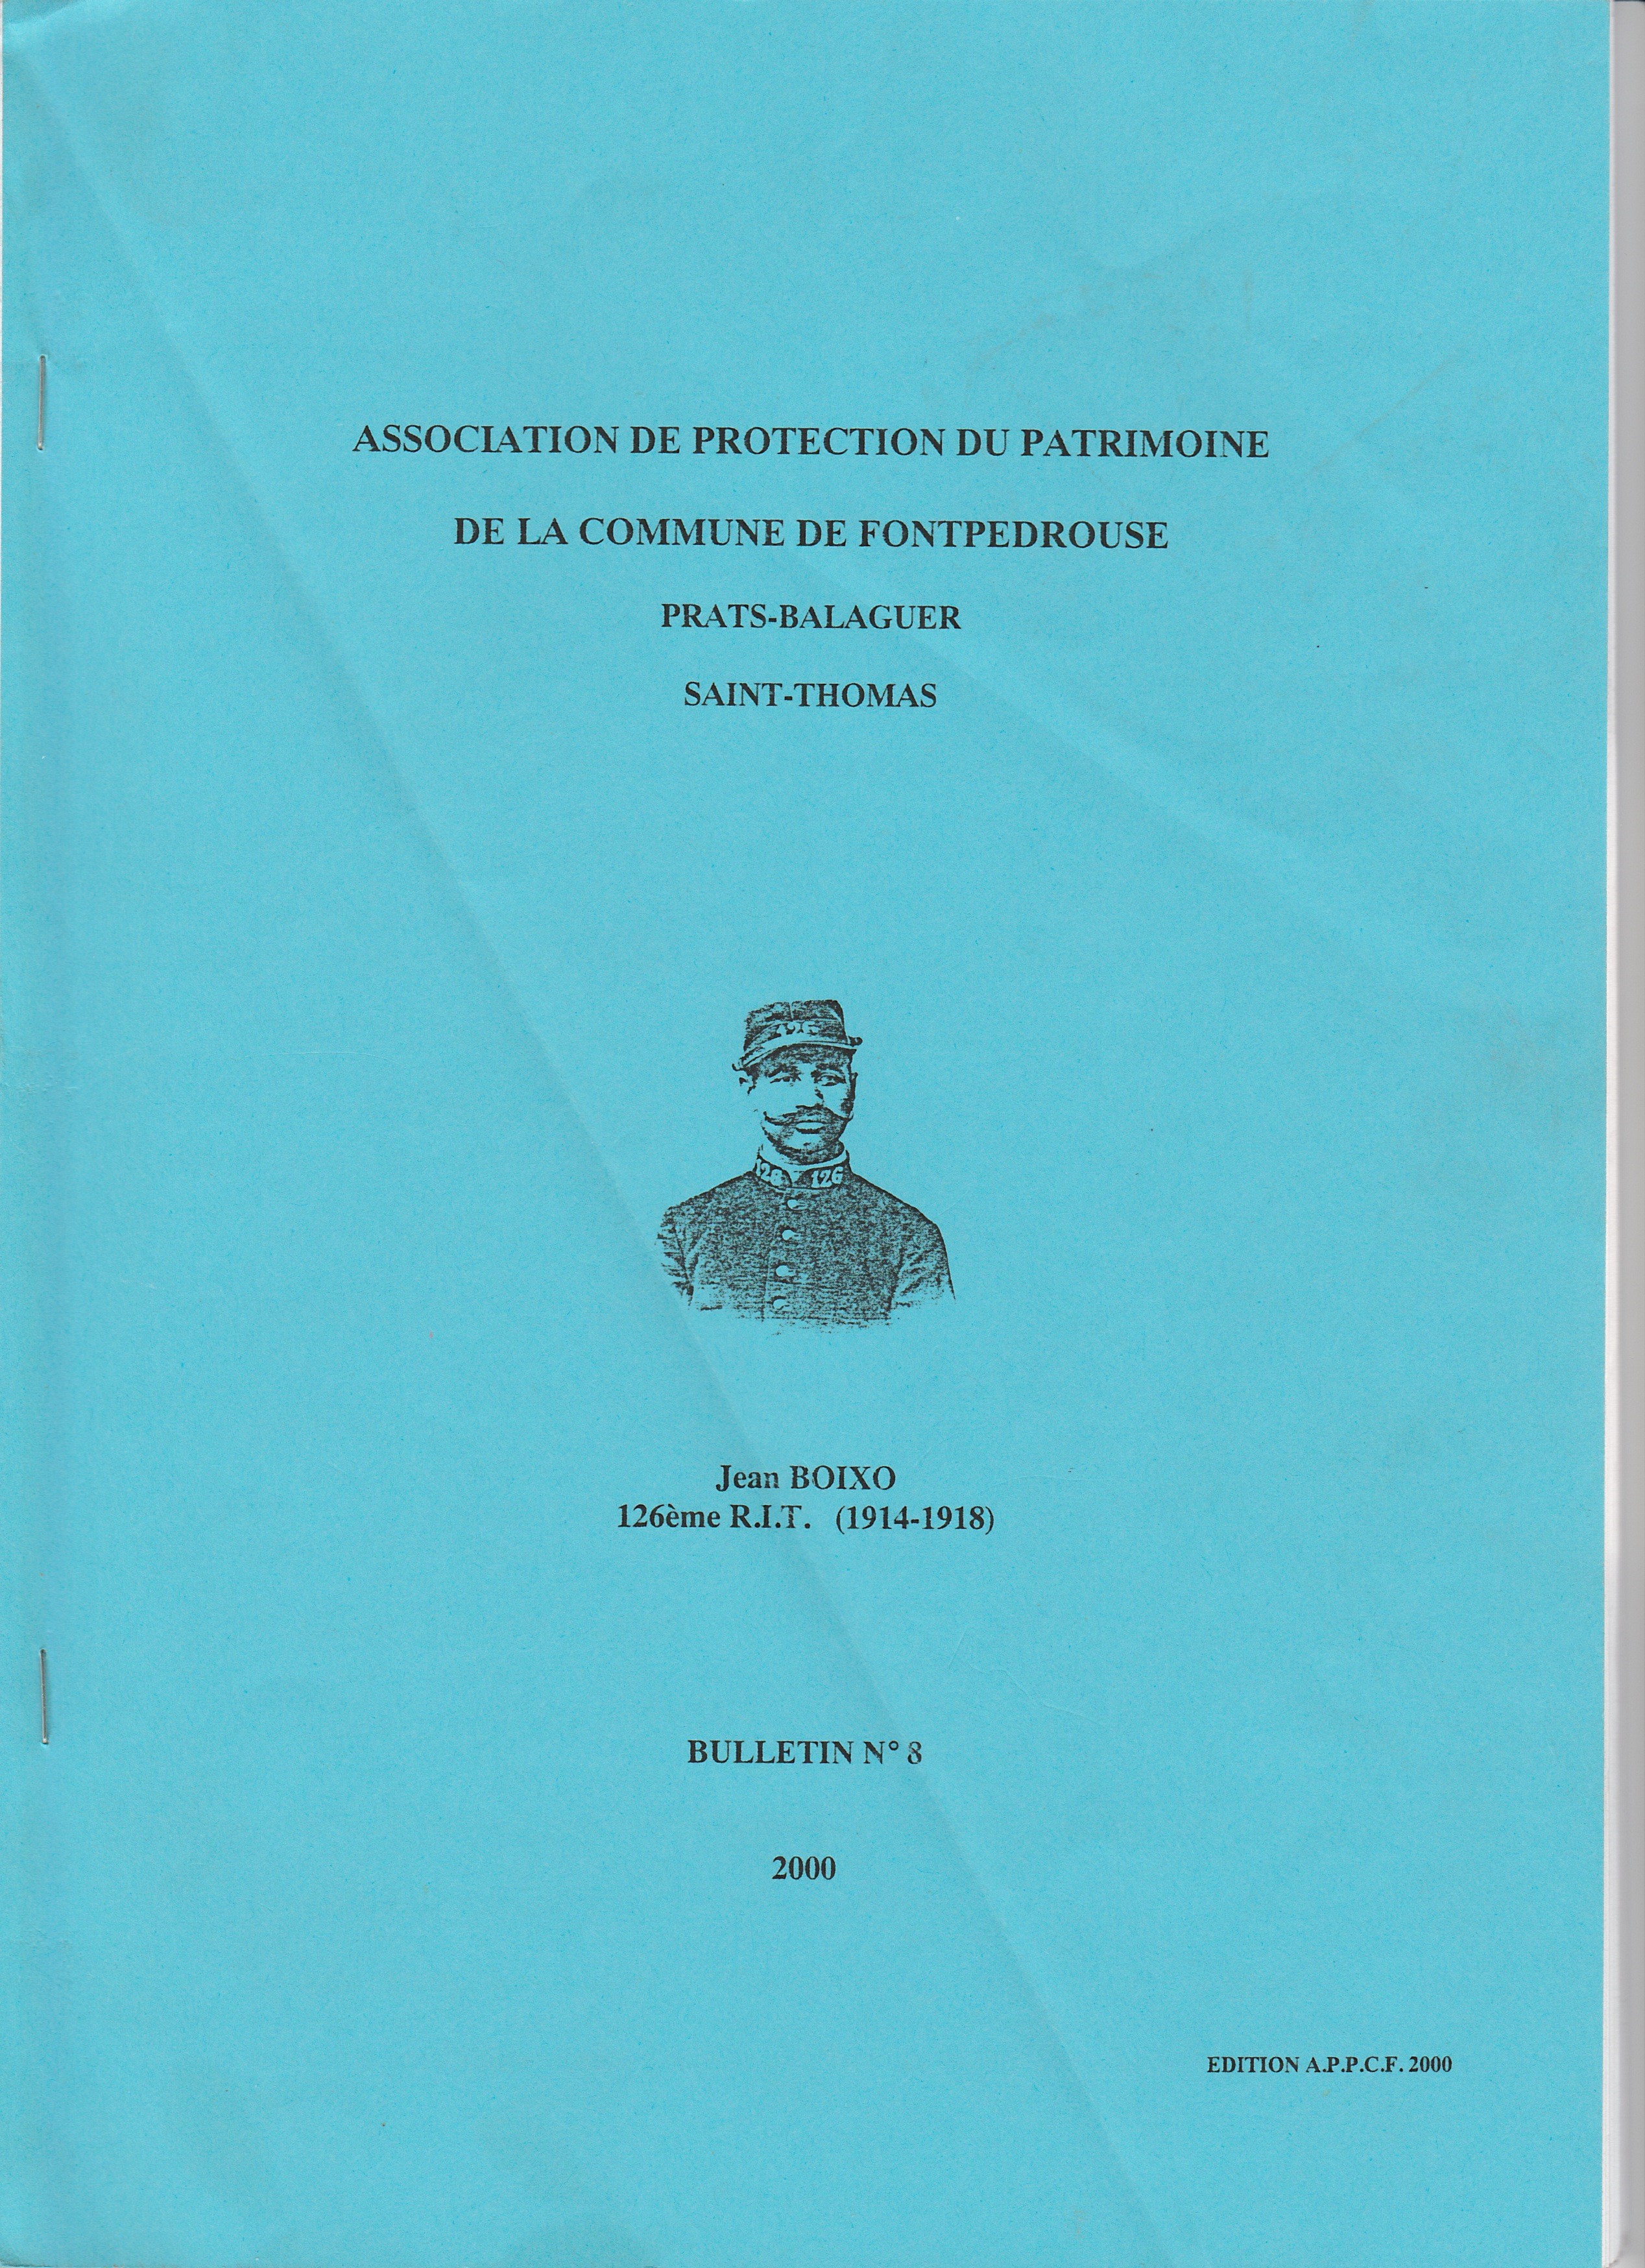 ASSOCIATION DE PROTECTION DU PATRIMOINE
DE LA COMMUNE DE FONTPEDROUSE
PRATS-BALAGUER
SAINT-THOMAS
126
126 126
Jean BOIXO
126ème R.I.T. (1914-1918)
BULLETIN N° 8
2000
EDITION A.P.P.C.F. 2000